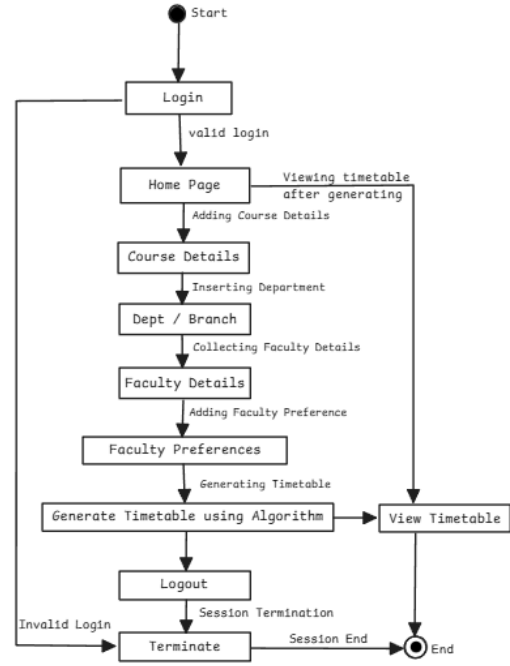 Start
Login
valid login
Home Page
Viewing timetable
after generating
Adding Course Details
Course Details
Inserting Department
Dept / Branch
Collecting Faculty Details
Faculty Details
Adding Faculty Preference
Faculty Preferences
Generating Timetable
Generate Timetable using Algorithm
View Timetable
Logout
Session Termination
Invalid Login
Terminate
Session End
End